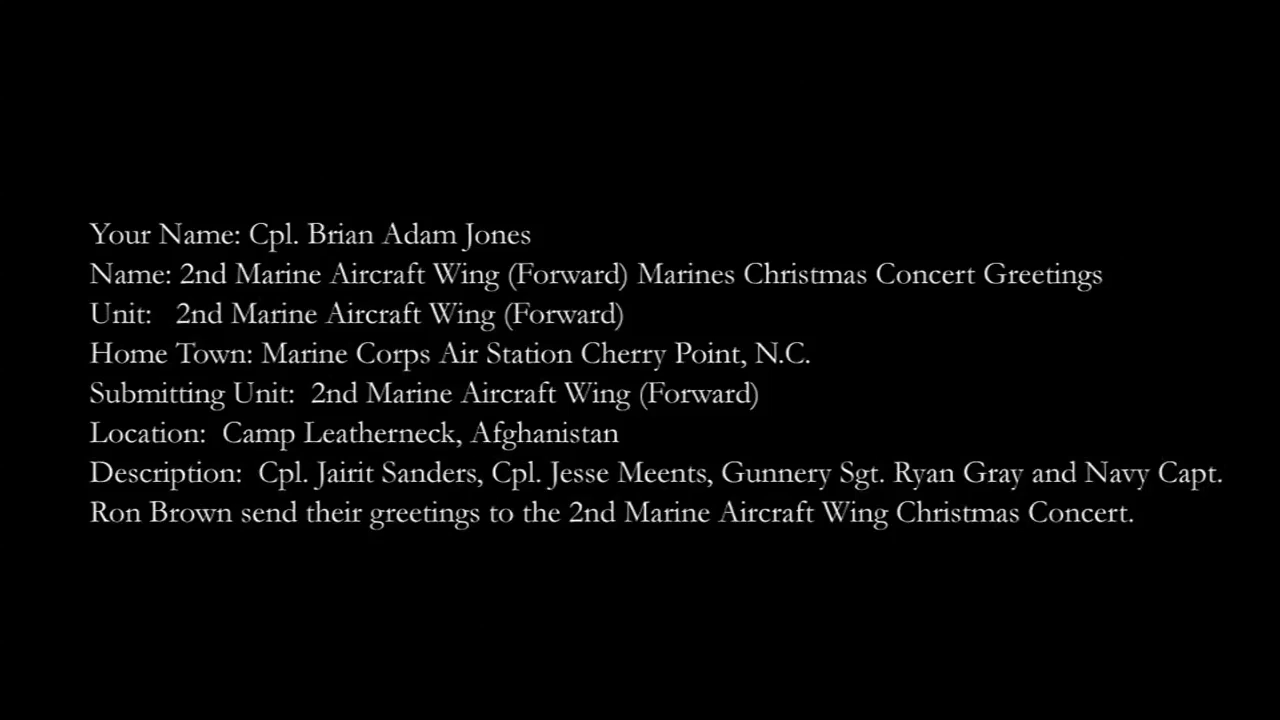 Your Name: Cpl. Brian Adam Jones
Name: 2nd Marine Aircraft Wing (Forward) Marines Christmas Concert Greetings
Unit:   2nd Marine Aircraft Wing (Forward)
Home Town: Marine Corps Air Station Cherry Point, N.C.
Submitting Unit:  2nd Marine Aircraft Wing (Forward)
Location:  Camp Leatherneck, Afghanistan
Description:  Cpl. Jairit Sanders, Cpl. Jesse Meents, Gunnery Sgt. Ryan Gray and Navy Capt.
Ron Brown send their greetings to the 2nd Marine Aircraft Wing Christmas Concert.